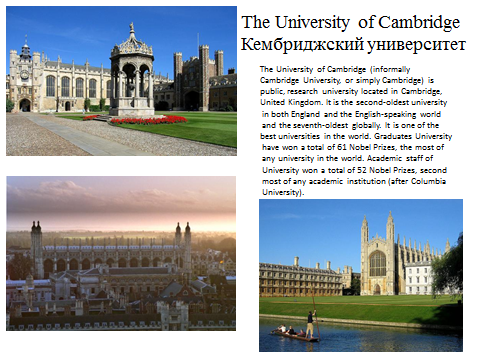 The University of Cambridge
Кембриджский университет
The University of Cambridge (informally
Cambridge University, or simply Cambridge) is
public, research university located in Cambridge,
United Kingdom. It is the second-oldest university
in both England and the English-speaking world
and the seventh-oldest globally. It is one of the
best universities in the world. Graduates University
have won a total of 61 Nobel Prizes, the most of
any university in the world. Academic staff of
University won a total of 52 Nobel Prizes, second
most of any academic institution (after Columbia
University).